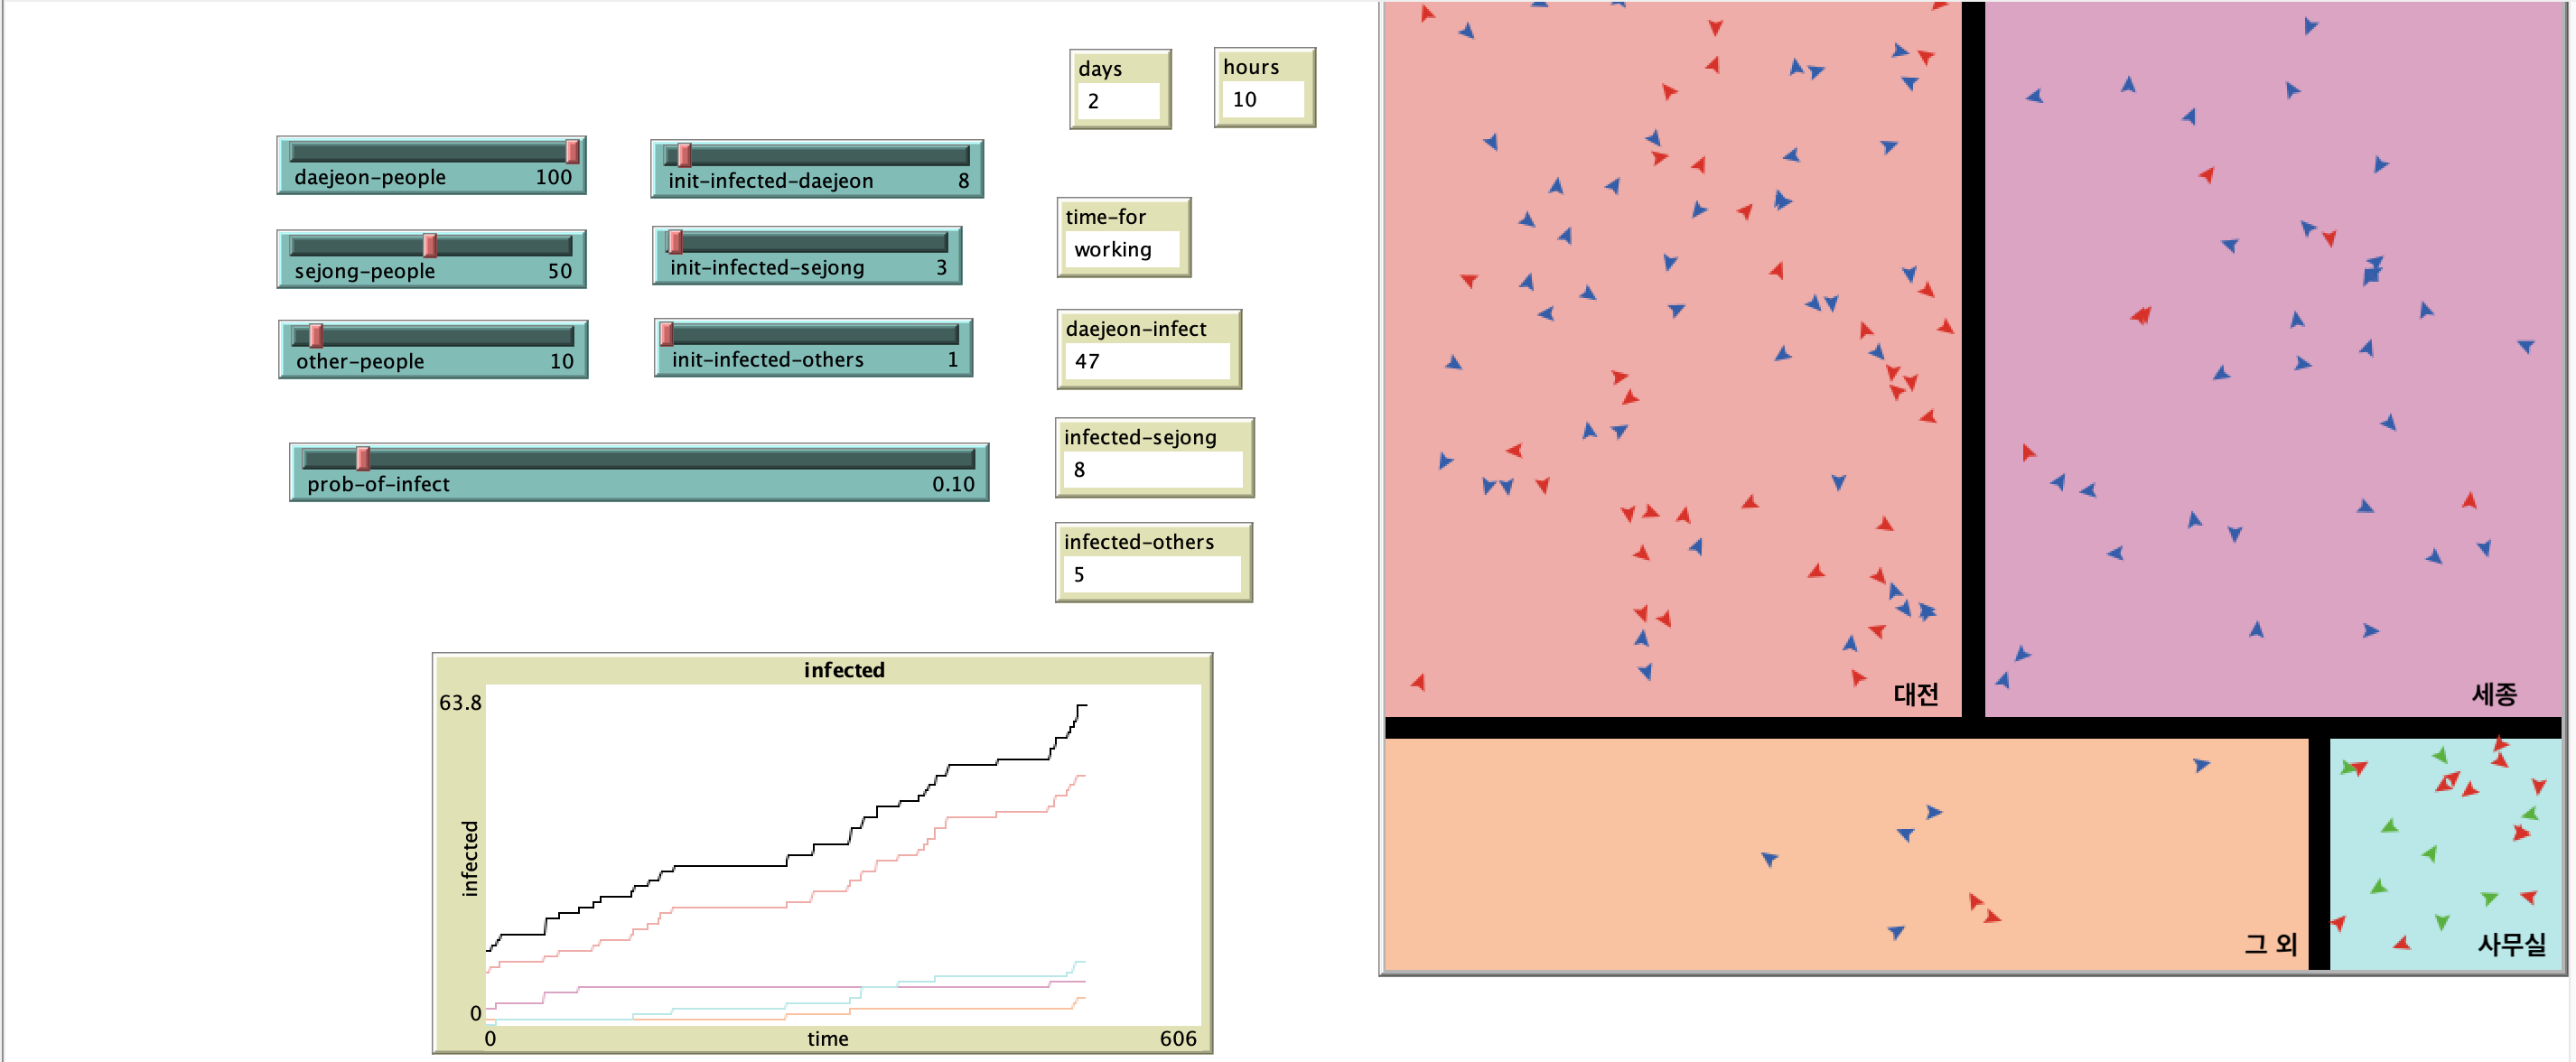 days
2
hours
10
daejeon-people 100
init-infected-daejeon 8
time-for
working
sejong-people 50
init-infected-sejong 3
other-people 10
init-infected-others 1
daejeon-infect
47
infected-sejong
8
prob-of-infect 0.10
infected-others
5
infected
63.8
infected
0
0 time 606
대전
세종
그 외
사무실